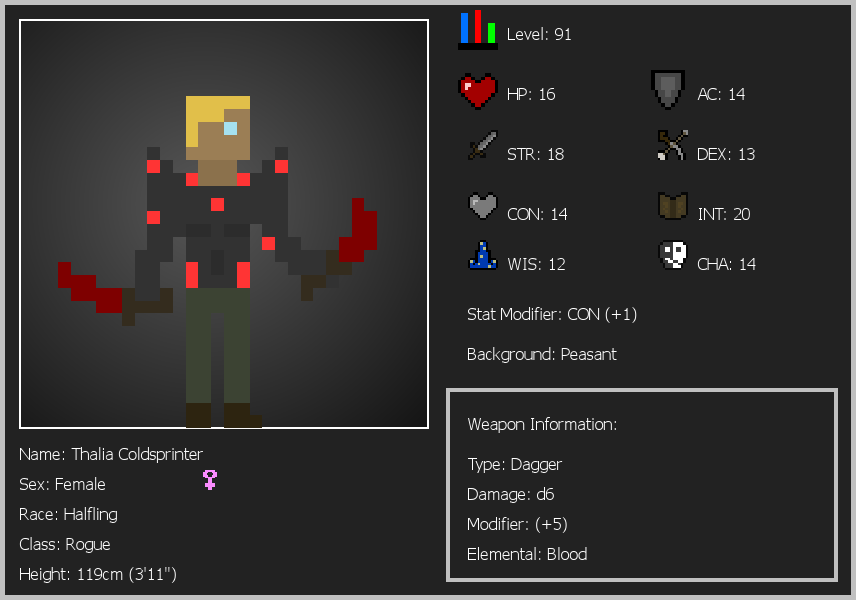 Level: 91
HP: 16
AC: 14
STR: 18
DEX: 13
CON: 14
INT: 20
WIS: 12
CHA: 14
Stat Modifier: CON (+1)
Background: Peasant
Weapon Information:
Type: Dagger
Damage: d6
Modifier: (+5)
Elemental: Blood
Name: Thalia Coldsprinter
Sex: Female
Race: Halfling
Class: Rogue
Height: 119cm (3'11")